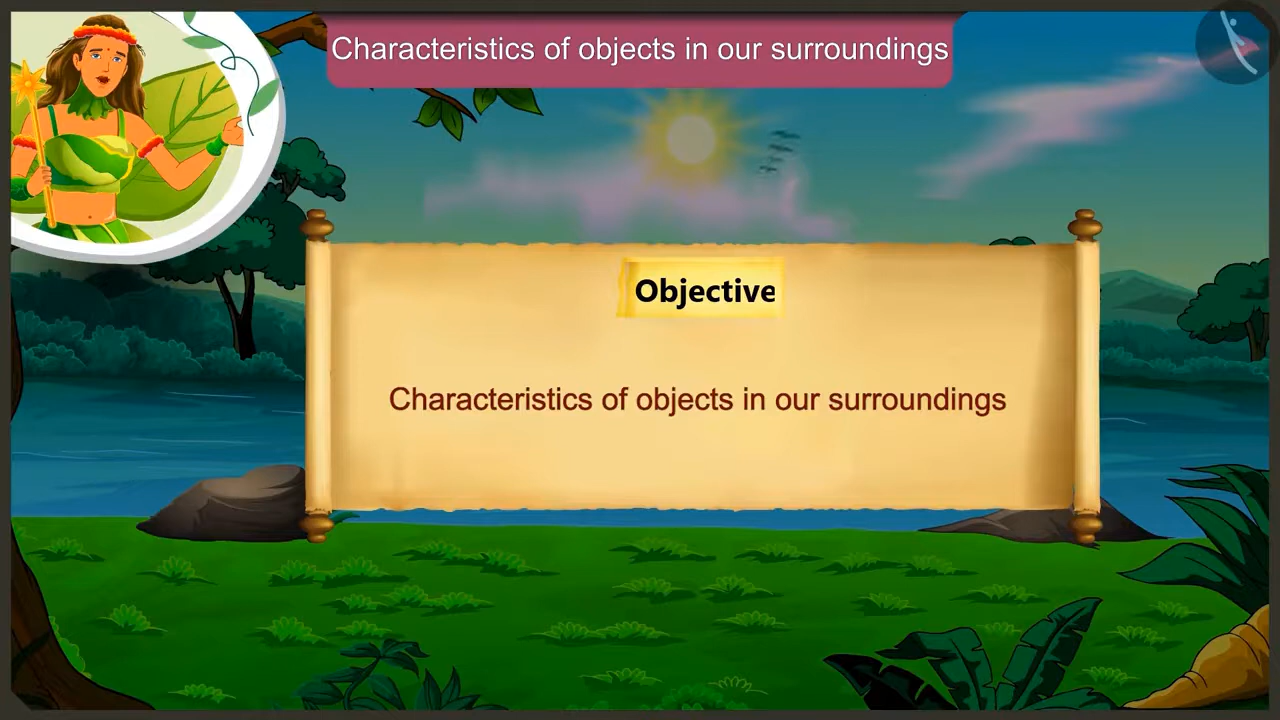 Characteristics of objects in our surroundings
Objective
Characteristics of objects in our surroundings